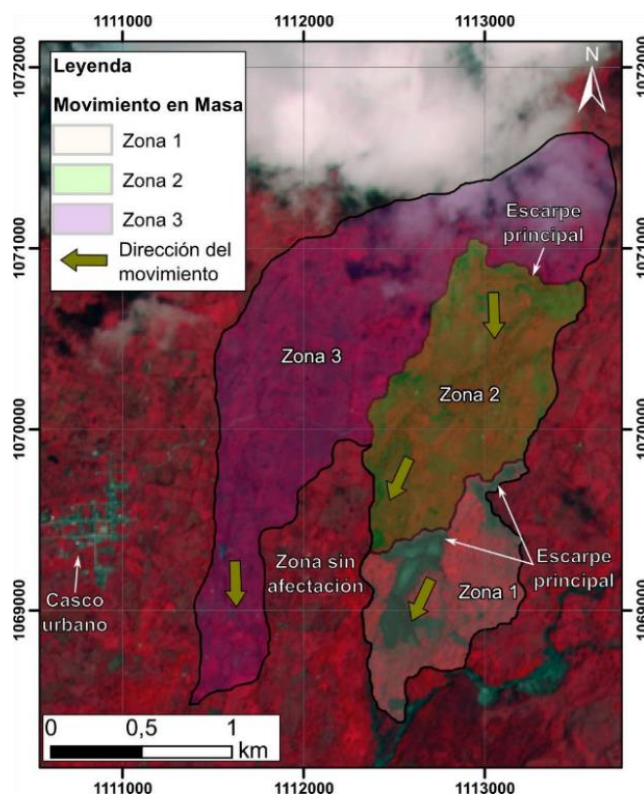 1111000
1112000
1113000
1072000
1071000
1070000
1069000
Leyenda
Movimiento en Masa
Zona 1
Zona 2
Zona 3
Dirección del
movimiento
N
Escarpe
principal
Zona 3
Zona 2
Zona sin
afectación
Zona 1
Escarpe
principal
Casco
urbano
0
0,5
1
km
1111000
1112000
1113000
1072000
1071000
1070000
1069000